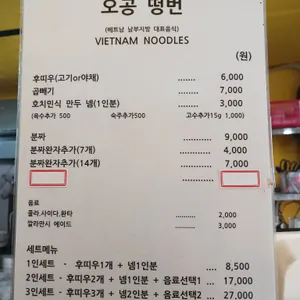 오공 떵번
(베트남 남부지방 대표음식)
VIETNAM NOODLES
(원)
후띠우(고기or야채) ........ 6,000
곱빼기 ........ 7,000
호치민식 만두 넴(1인분) ........ 3,000
(육수추가 500 숙주추가500 고수추가15g 1,000)
분짜 ........ 9,000
분짜완자추가(7개) ........ 4,000
분짜완자추가(14개) ........ 7,000
음료
콜라.사이다.환타 ........ 2,000
깔라만시 에이드 ........ 3,000
세트메뉴
1인세트 - 후띠우1개 + 넴1인분 .... 8,500
2인세트 - 후띠우2개 + 넴1인분 + 음료선택1 ... 17,000
3인세트 - 후띠우3개 + 넴2인분 + 음료선택2 ... 27,000